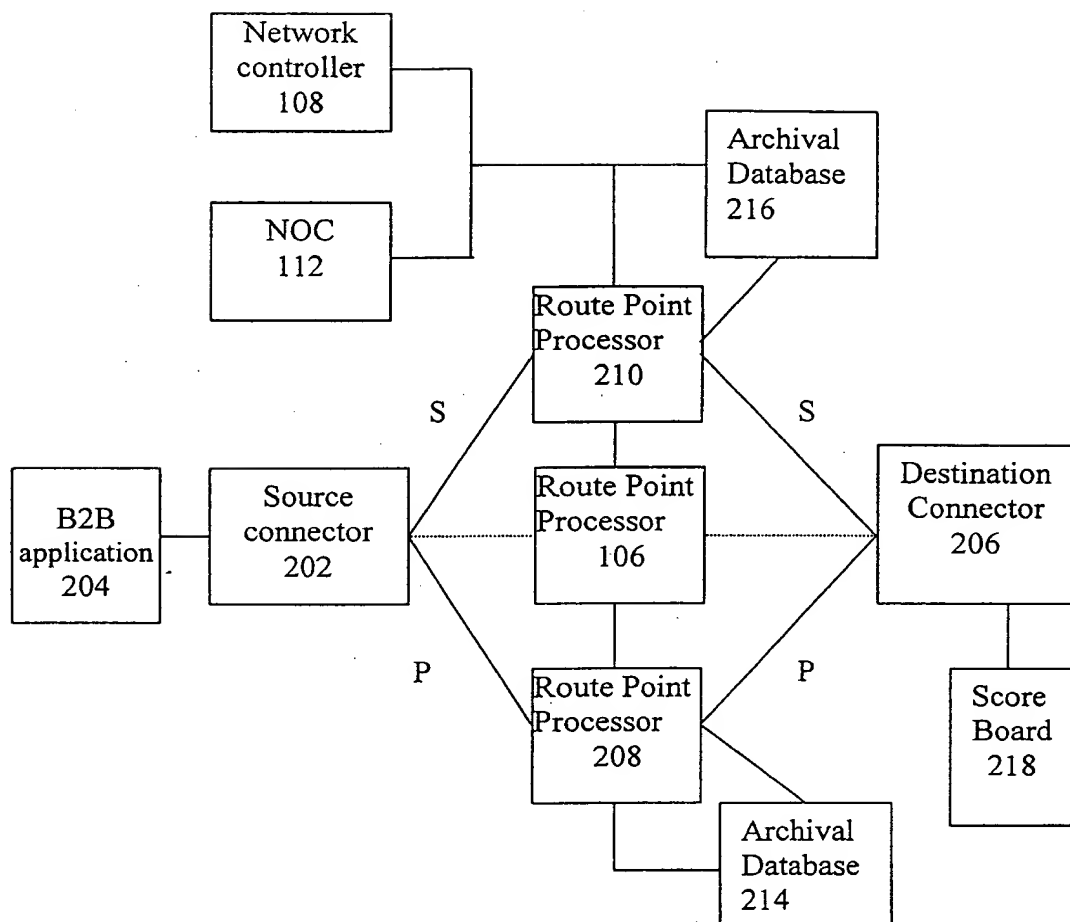 Network
controller
108
Archival
Database
216
NOC
112
Route Point
Processor
210
S
S
B2B
application
204
Source
connector
202
Route Point
Processor
106
Destination
Connector
206
P
P
Route Point
Processor
208
Score
Board
218
Archival
Database
214